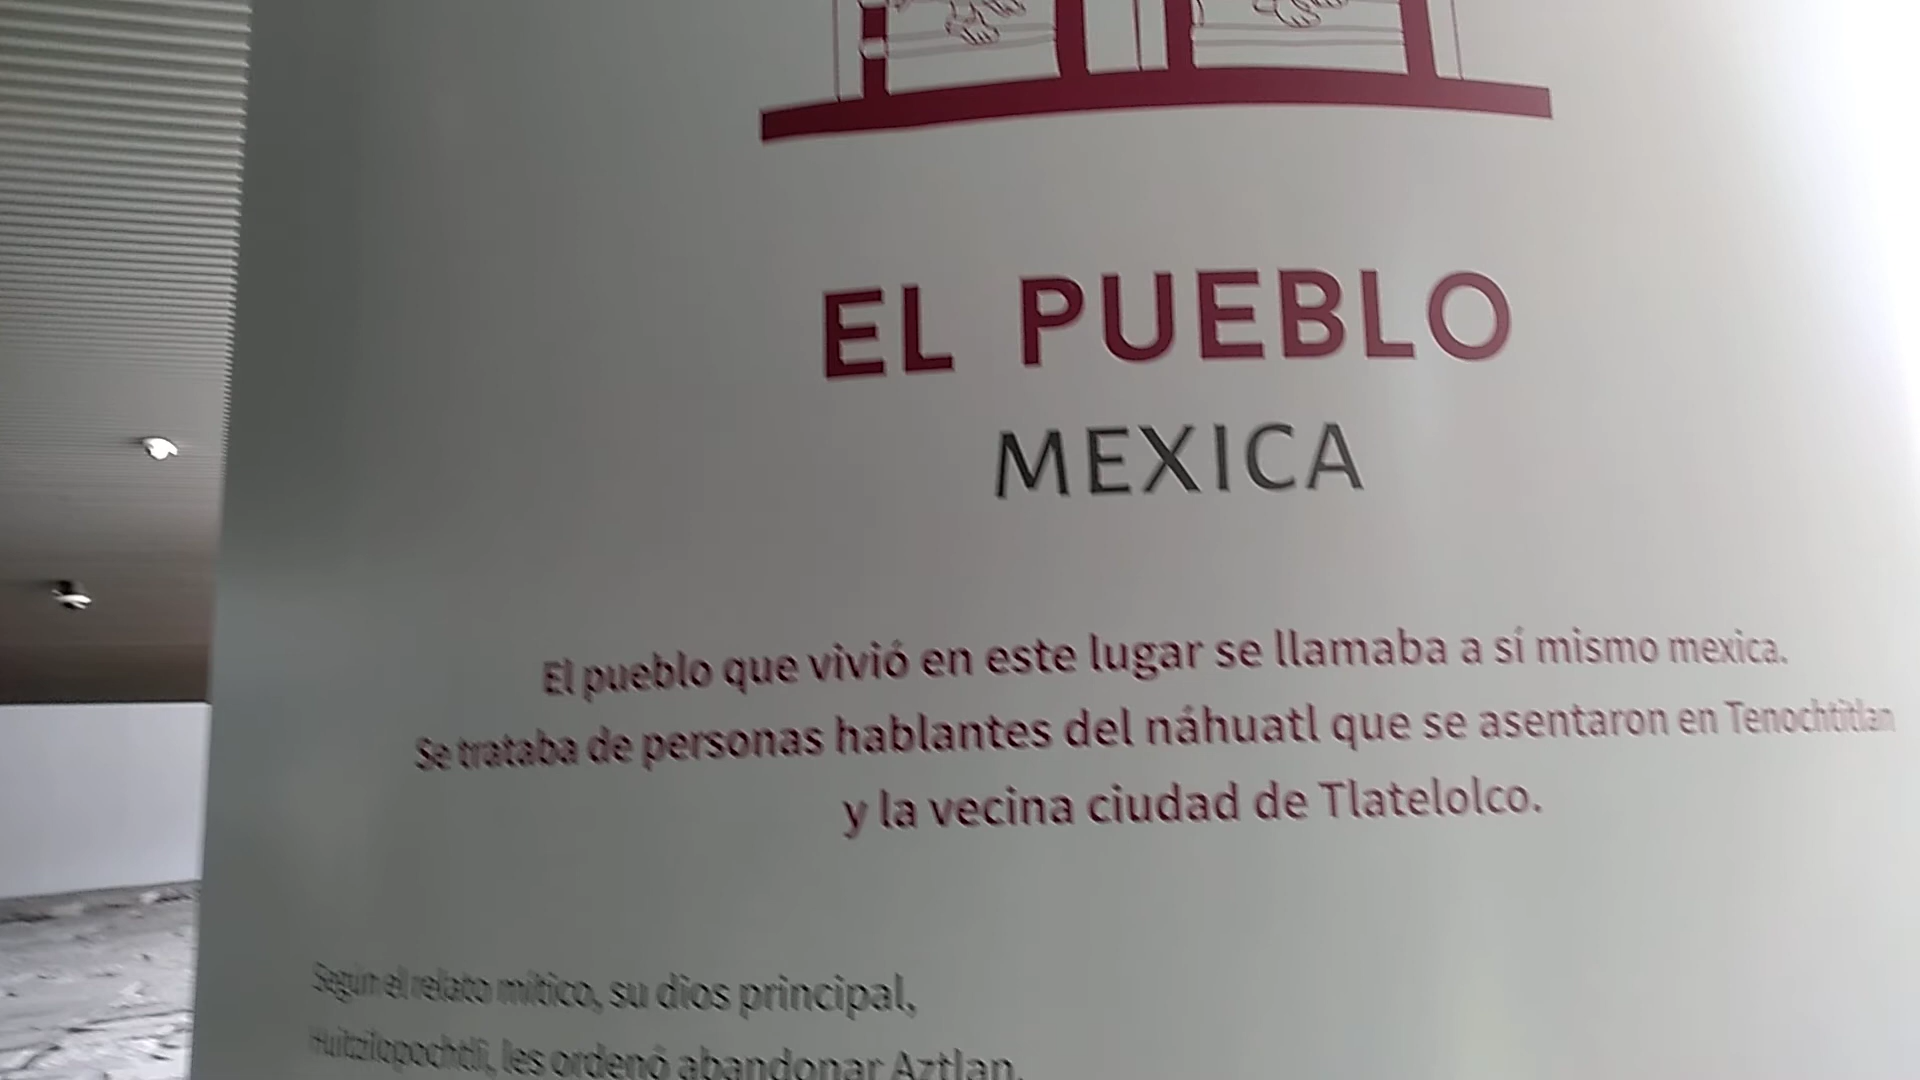 EL PUEBLO
MEXICA
El pueblo que vivió en este lugar se llamaba a sí mismo mexica.
Se trataba de personas hablantes del náhuatl que se asentaron en Tenochtitlan
y la vecina ciudad de Tlatelolco.
Según el relato mítico, su dios principal,
Huitzilopochtli, les ordenó abandonar Aztlan,